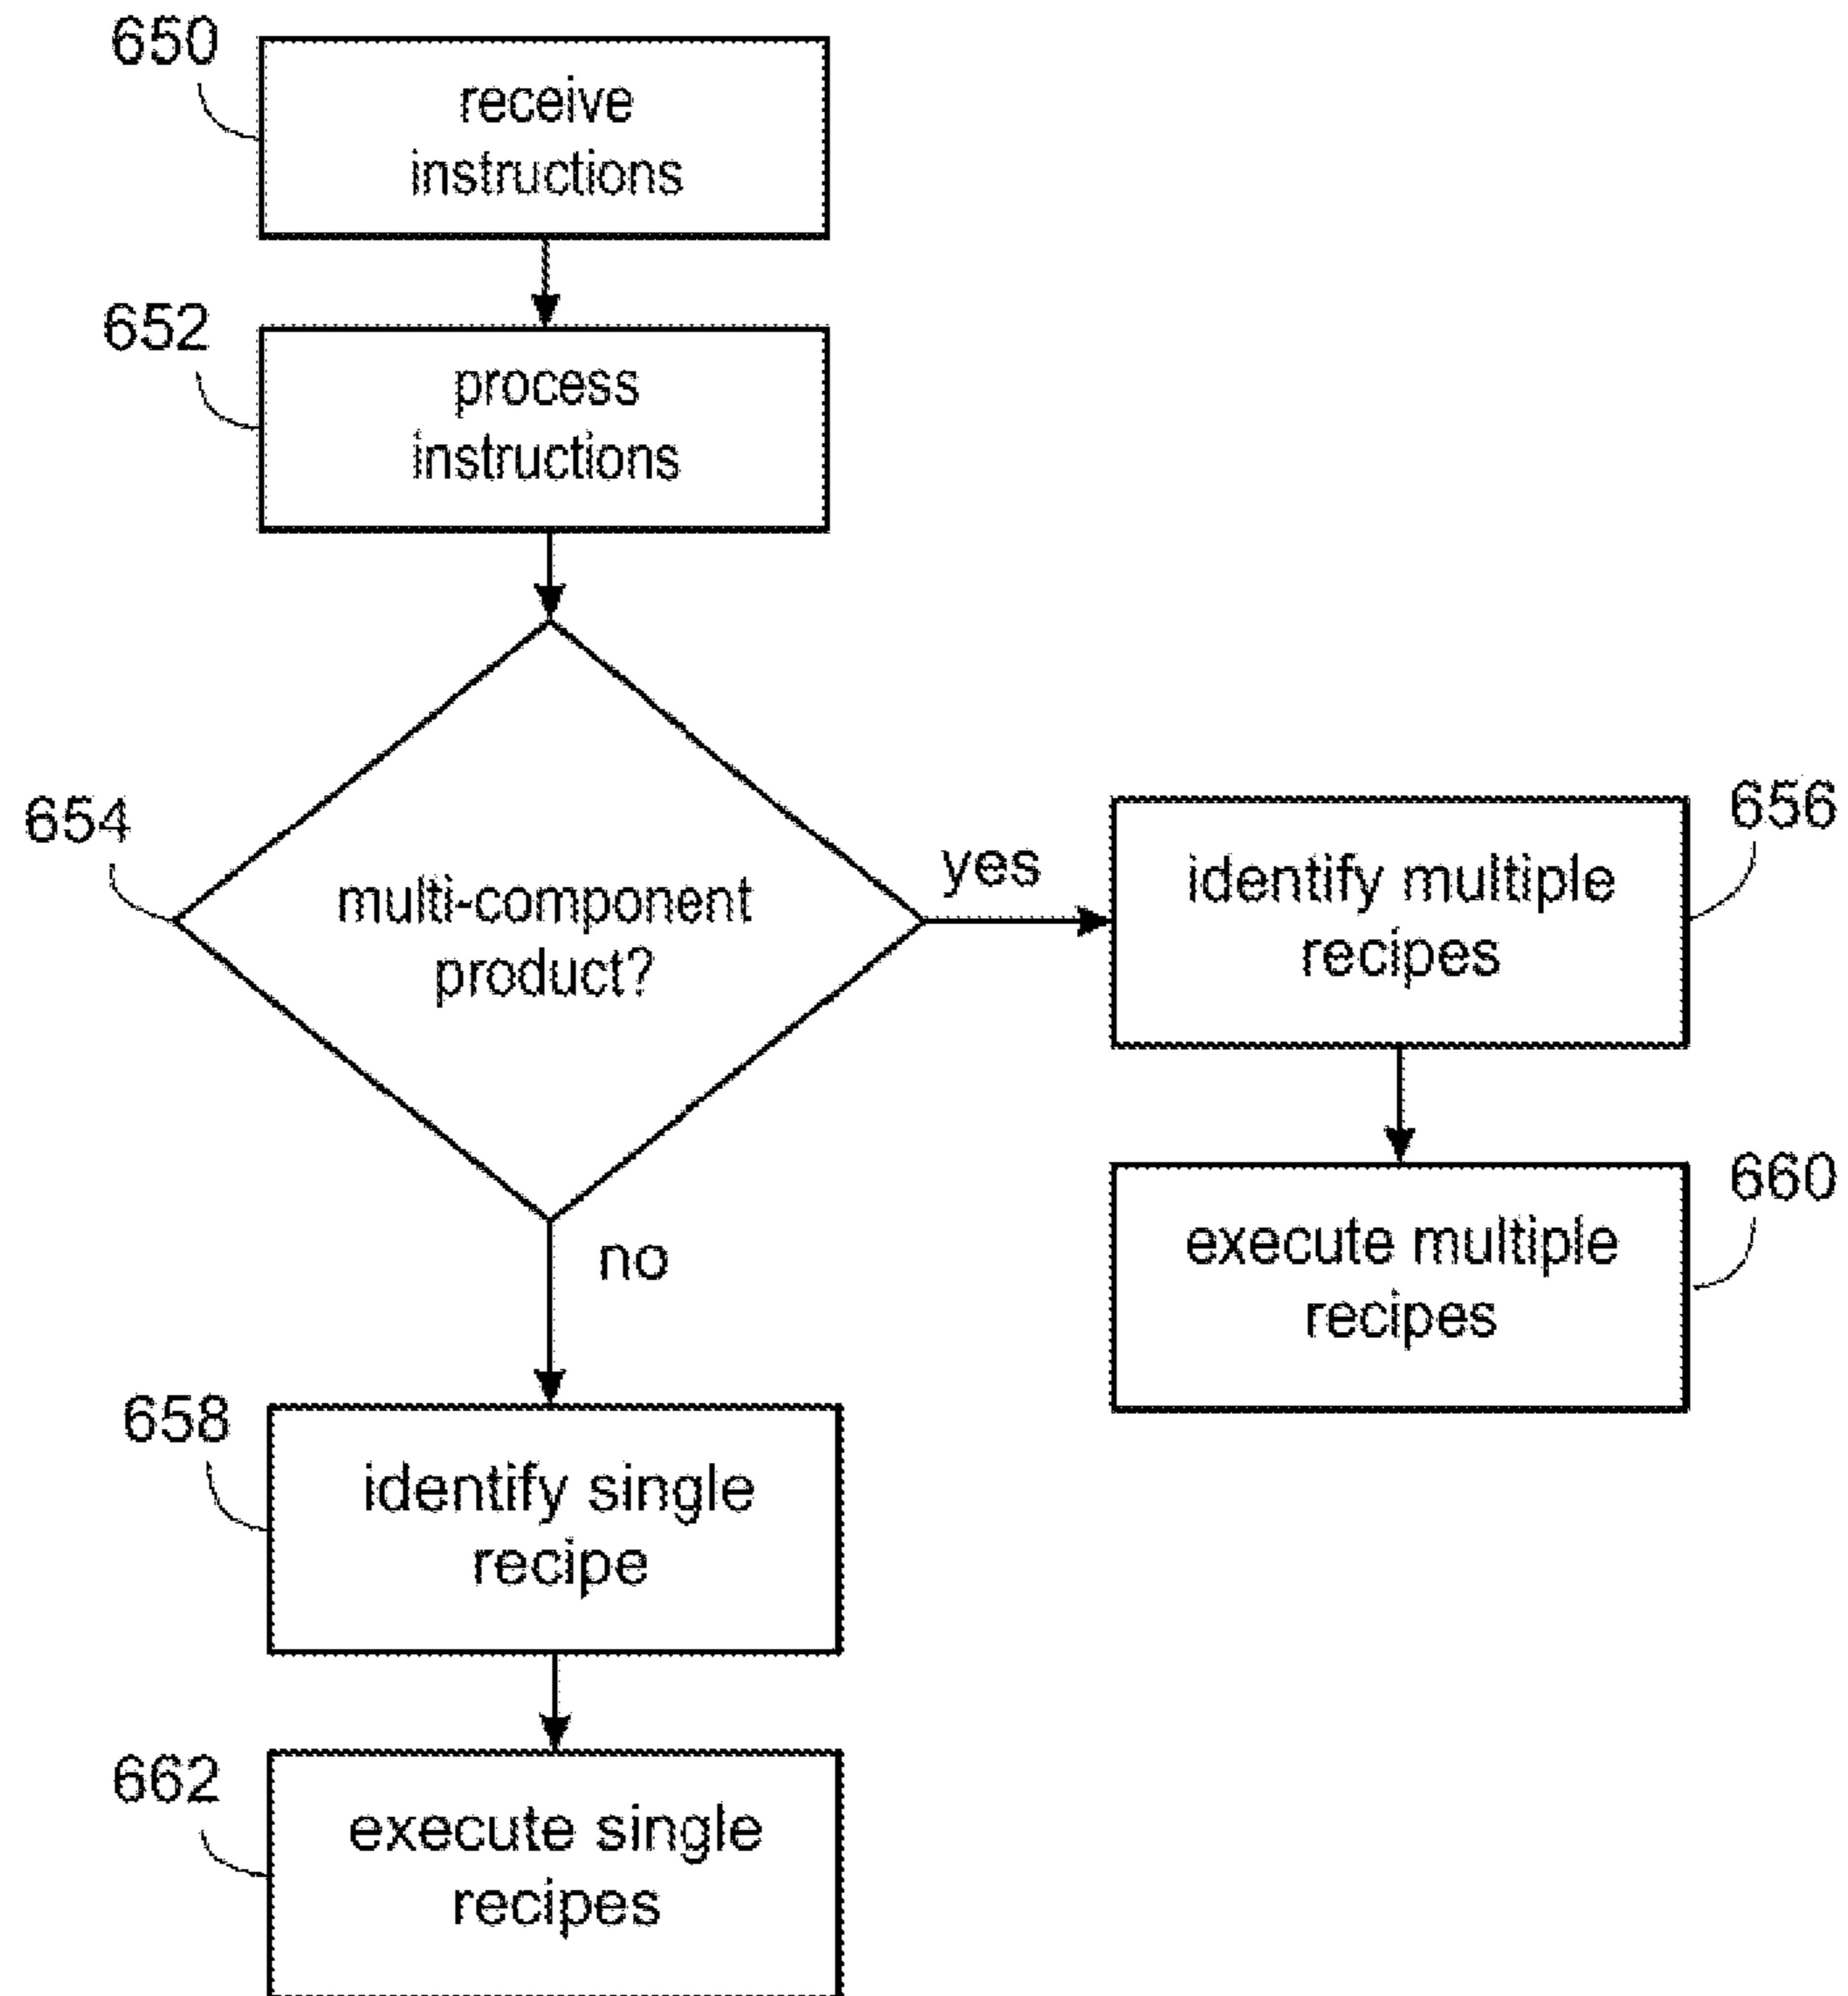 650
receive
instructions
652
process
instructions
654
multi-component
product?
yes
656
identify multiple
recipes
660
execute multiple
recipes
no
658
identify single
recipe
662
execute single
recipes